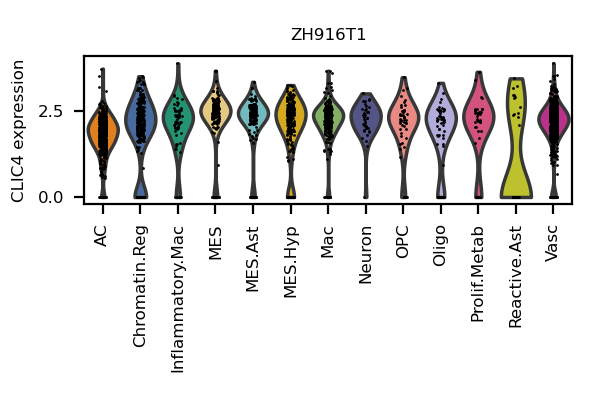 ZH916T1
CLIC4 expression
2.5
0.0
AC
Chromatin.Reg
Inflammatory.Mac
MES
MES.Ast
MES.Hyp
Mac
Neuron
OPC
Oligo
Prolif.Metab
Reactive.Ast
Vasc